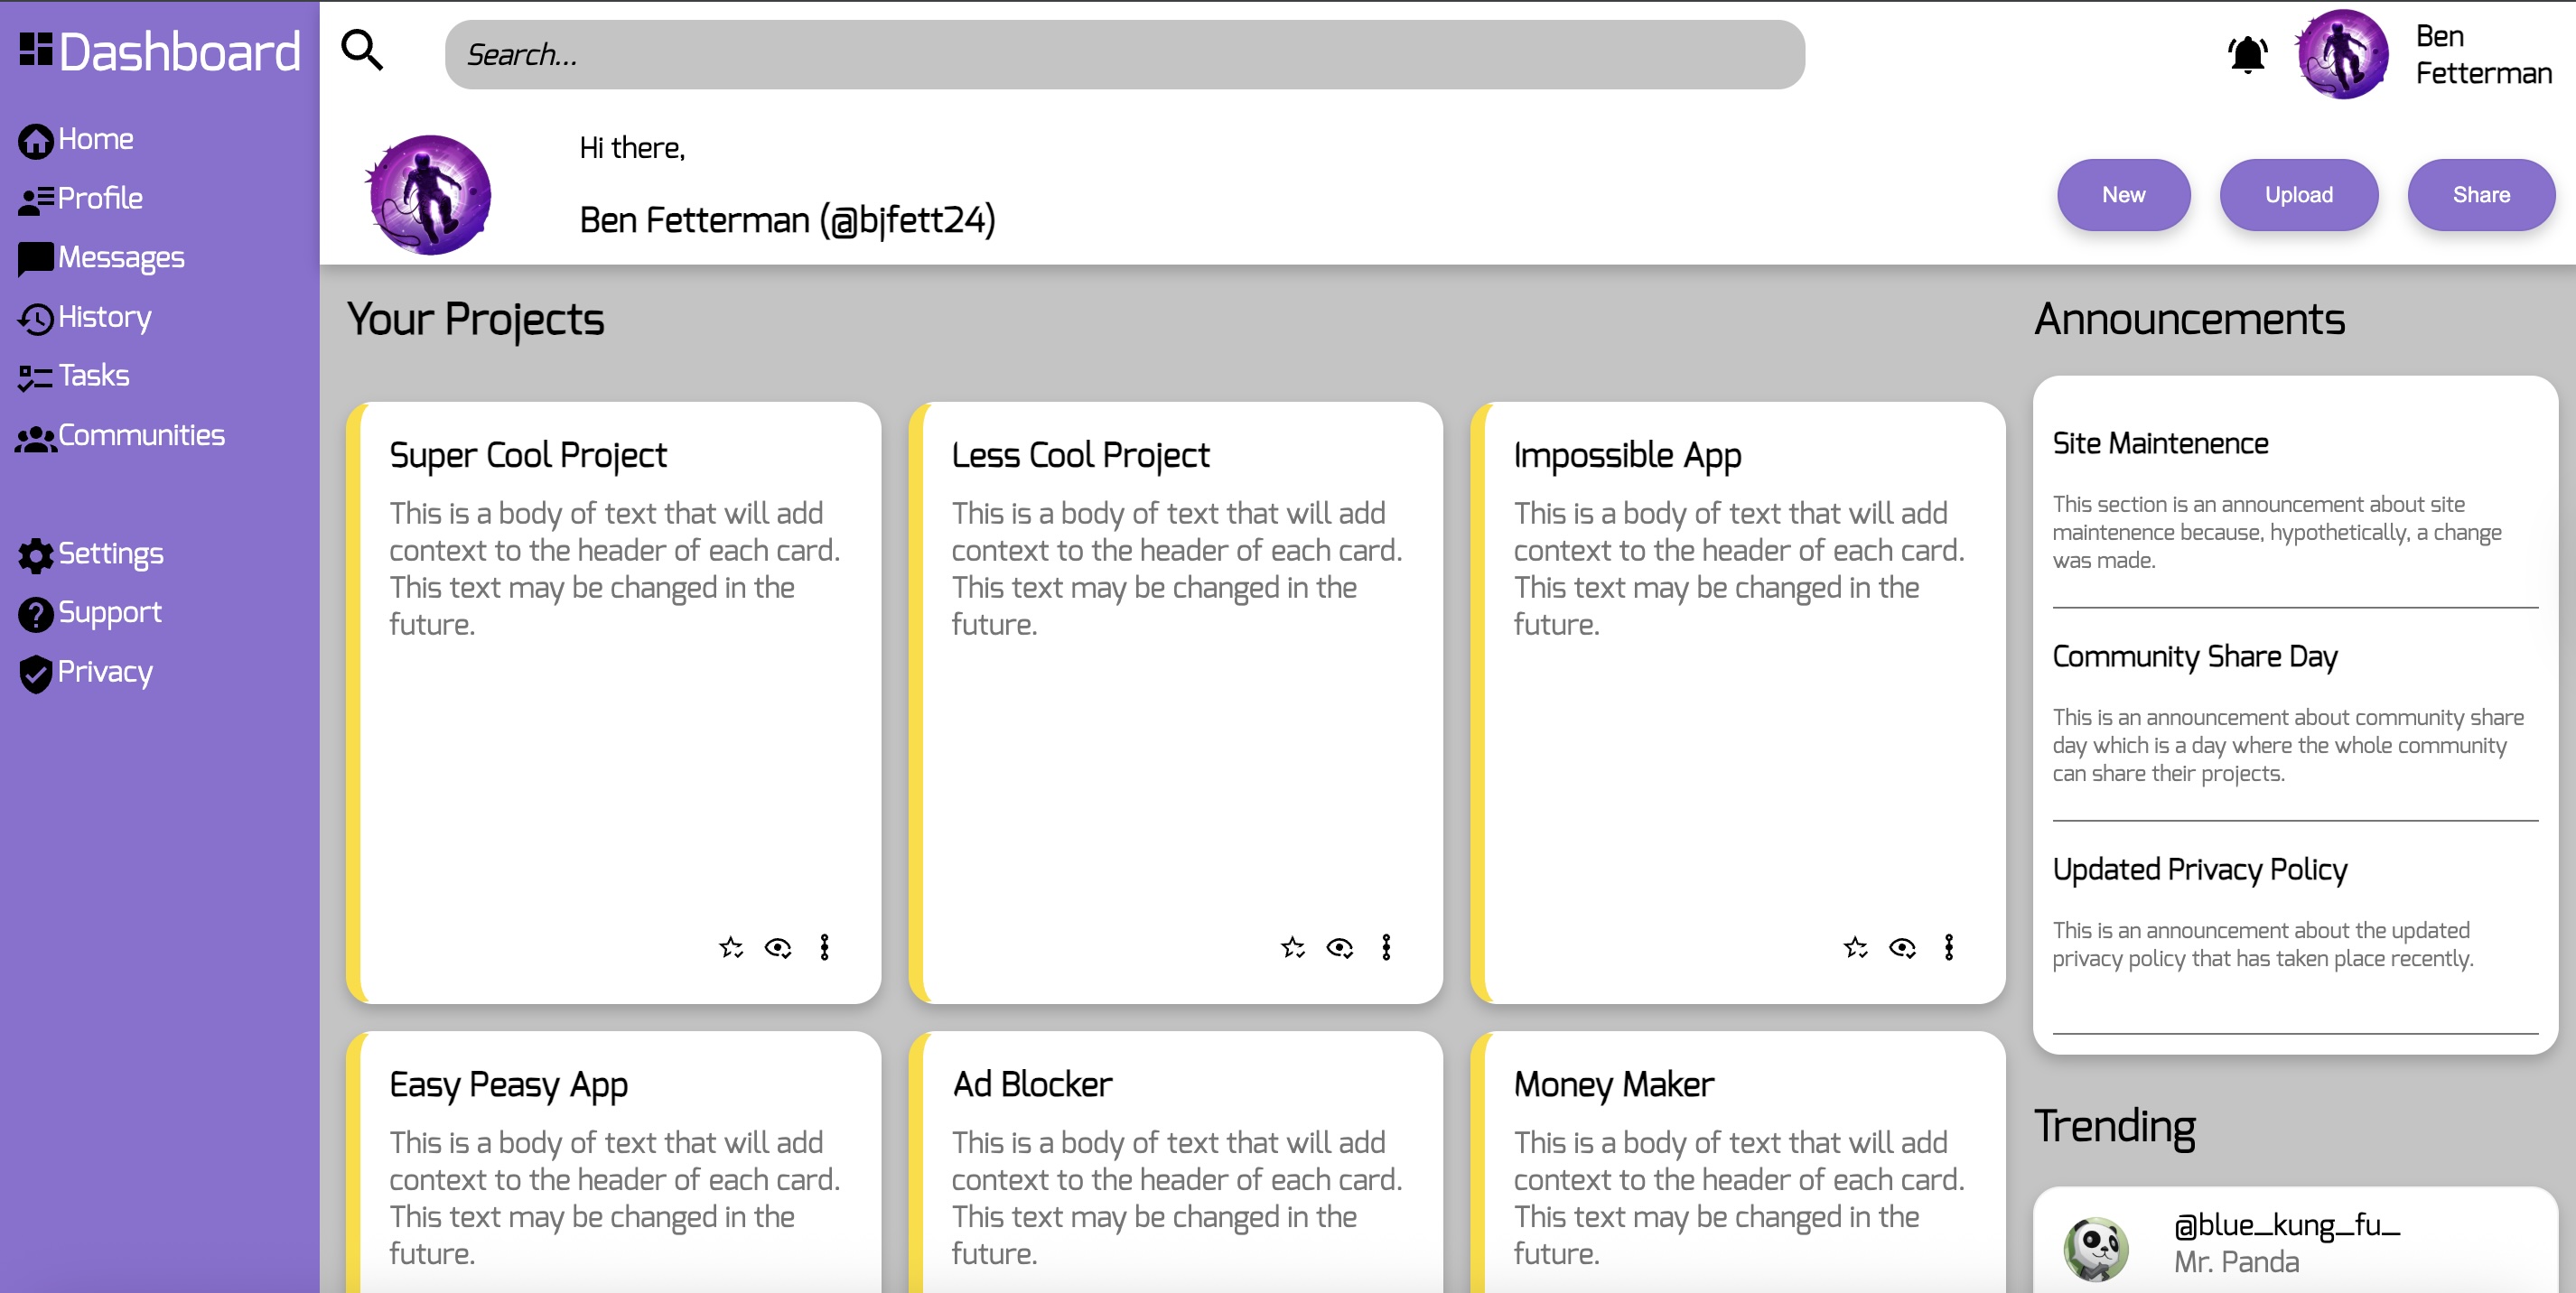 Dashboard
Home
Profile
Messages
History
Tasks
Communities
Settings
Support
Privacy
Search...
Ben
Fetterman
Hi there,
Ben Fetterman (@bjfett24)
New
Upload
Share
Your Projects
Super Cool Project
This is a body of text that will add
context to the header of each card.
This text may be changed in the
future.
Less Cool Project
This is a body of text that will add
context to the header of each card.
This text may be changed in the
future.
Impossible App
This is a body of text that will add
context to the header of each card.
This text may be changed in the
future.
Easy Peasy App
This is a body of text that will add
context to the header of each card.
This text may be changed in the
future.
Ad Blocker
This is a body of text that will add
context to the header of each card.
This text may be changed in the
future.
Money Maker
This is a body of text that will add
context to the header of each card.
This text may be changed in the
future.
Announcements
Site Maintenence
This section is an announcement about site
maintenence because, hypothetically, a change
was made.
Community Share Day
This is an announcement about community share
day which is a day where the whole community
can share their projects.
Updated Privacy Policy
This is an announcement about the updated
privacy policy that has taken place recently.
Trending
@blue_kung_fu_
Mr. Panda